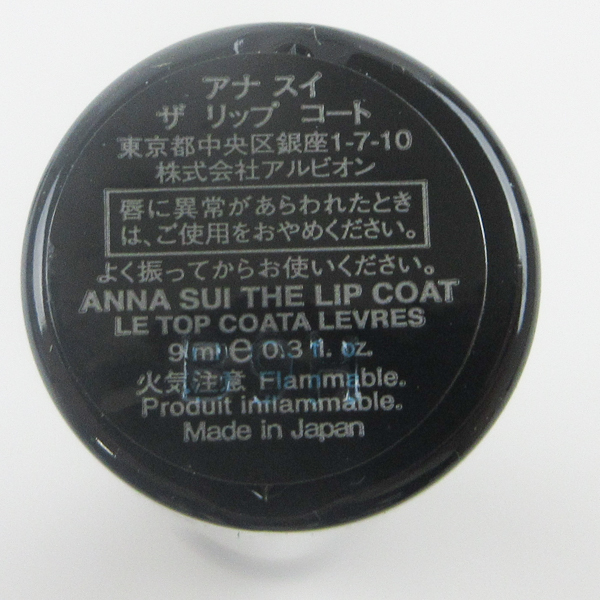 アナ スイ
ザ リップ コート
東京都中央区銀座1-7-10
株式会社アルビオン
唇に異常があらわれたとき
は、ご使用をおやめください。
よく振ってからお使いください。
ANNA SUI THE LIP COAT
LE TOP COATA LEVRES
9 ml e 0.3 fl. oz.
火気注意 Flammable.
Produit inflammable.
Made in Japan